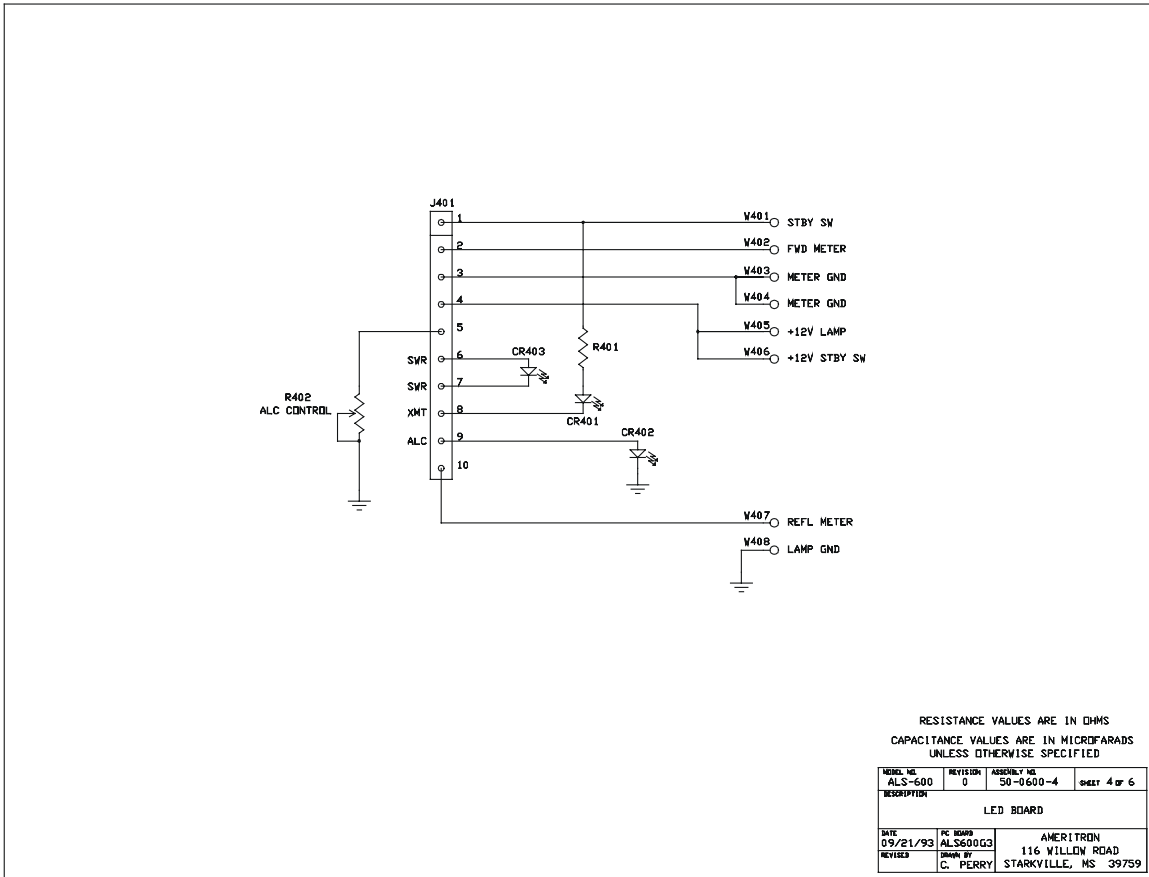 J401
1
W401 STBY SW
2
W402 FWD METER
3
W403 METER GND
4
W404 METER GND
5
W405 +12V LAMP
SWR 6
CR403
R401
W406 +12V STBY SW
SWR 7
R402
ALC CONTROL
XMT 8
CR401
ALC 9
CR402
10
W407 REFL METER
W408 LAMP GND
RESISTANCE VALUES ARE IN OHMS
CAPACITANCE VALUES ARE IN MICROFARADS
UNLESS OTHERWISE SPECIFIED
MODEL NO. REVISION ASSEMBLY NO.
ALS-600 0 50-0600-4 SHEET 4 OF 6
DESCRIPTION
LED BOARD
DATE PC BOARD
09/21/93 ALS600G3
REVISED DRAWN BY
C. PERRY
AMERITRON
116 WILLOW ROAD
STARKVILLE, MS 39759